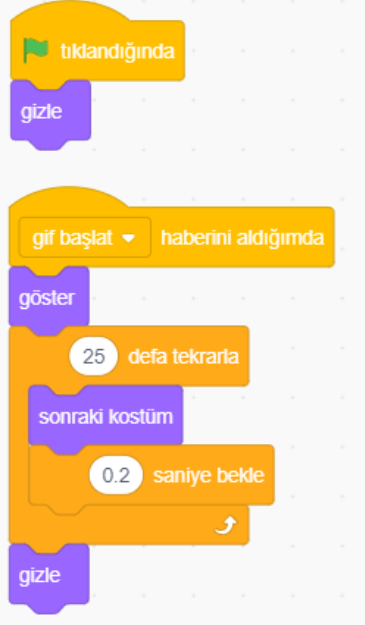 tıklandığında
gizle
gif başlat haberini aldığımda
göster
25 defa tekrarla
sonraki kostüm
0.2 saniye bekle
gizle